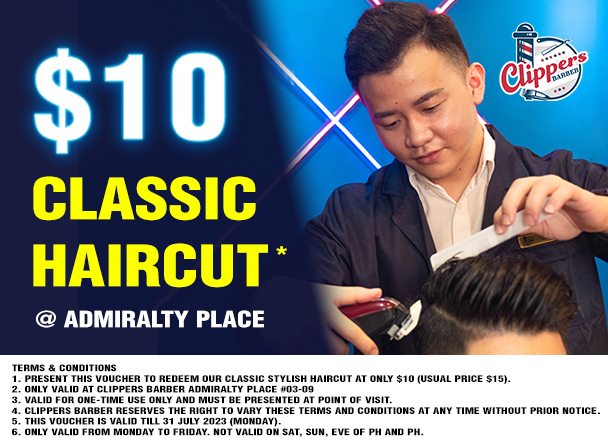 $10
CLASSIC
HAIRCUT*
@ ADMIRALTY PLACE
Clippers
BARBER
TERMS & CONDITIONS
1. PRESENT THIS VOUCHER TO REDEEM OUR CLASSIC STYLISH HAIRCUT AT ONLY $10 (USUAL PRICE $15).
2. ONLY VALID AT CLIPPERS BARBER ADMIRALTY PLACE #03-09
3. VALID FOR ONE-TIME USE ONLY AND MUST BE PRESENTED AT POINT OF VISIT.
4. CLIPPERS BARBER RESERVES THE RIGHT TO VARY THESE TERMS AND CONDITIONS AT ANY TIME WITHOUT PRIOR NOTICE.
5. THIS VOUCHER IS VALID TILL 31 JULY 2023 (MONDAY).
6. ONLY VALID FROM MONDAY TO FRIDAY. NOT VALID ON SAT, SUN, EVE OF PH AND PH.